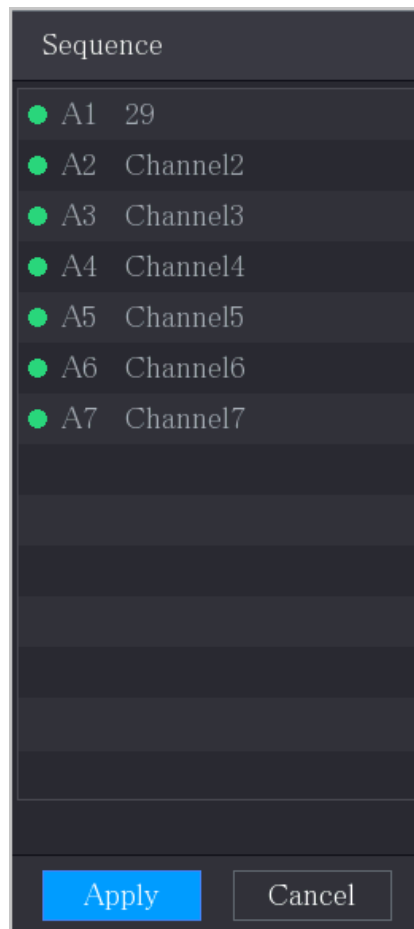 Sequence
A1 29
A2 Channel2
A3 Channel3
A4 Channel4
A5 Channel5
A6 Channel6
A7 Channel7
Apply Cancel